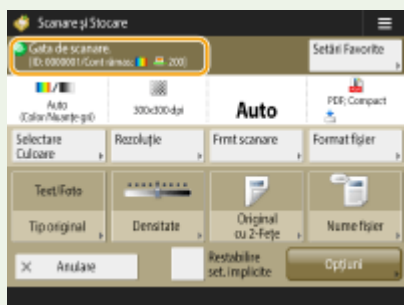 Scanare și Stocare
Gata de scanare.
(ID: 0000001/Cont rămas: 200)
Setări Favorite
Auto
(Color/Nuanțe gri)
300x300 dpi
Auto
PDF; Compact
Selectare
Culoare
Rezoluție
Frmt scanare
Format fișier
Text/Foto
Tip original
Densitate
Original
cu 2-Fețe
Nume fișier
Anulare
Restabilire
set. implicite
Opțiuni